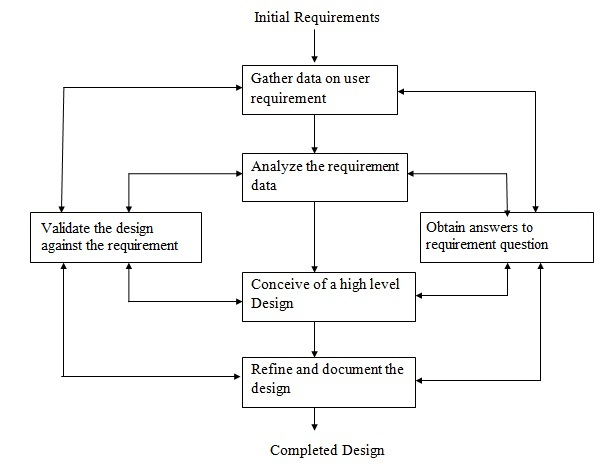 Initial Requirements
Gather data on user
requirement
Analyze the requirement
data
Validate the design
against the requirement
Obtain answers to
requirement question
Conceive of a high level
Design
Refine and document the
design
Completed Design